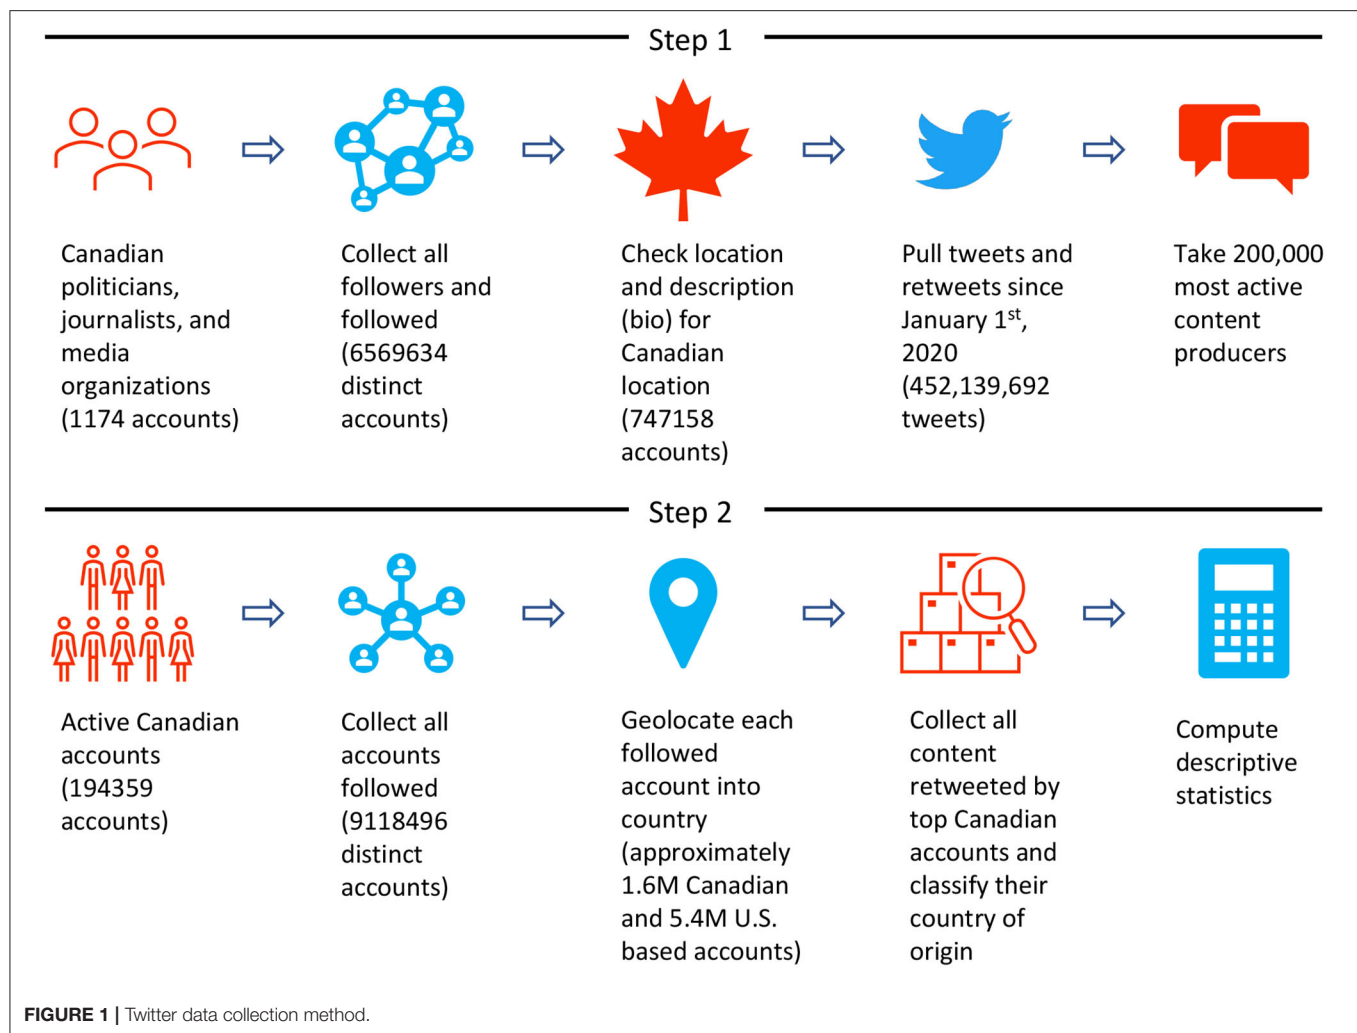 Step 1
Canadian
politicians,
journalists, and
media
organizations
(1174 accounts)
Collect all
followers and
followed
(6569634
distinct
accounts)
Check location
and description
(bio) for
Canadian
location
(747158
accounts)
Pull tweets and
retweets since
January 1st,
2020
(452,139,692
tweets)
Take 200,000
most active
content
producers
Step 2
Active Canadian
accounts
(194359
accounts)
Collect all
accounts
followed
(9118496
distinct
accounts)
Geolocate each
followed
account into
country
(approximately
1.6M Canadian
and 5.4M U.S.
based accounts)
Collect all
content
retweeted by
top Canadian
accounts and
classify their
country of
origin
Compute
descriptive
statistics
FIGURE 1 | Twitter data collection method.